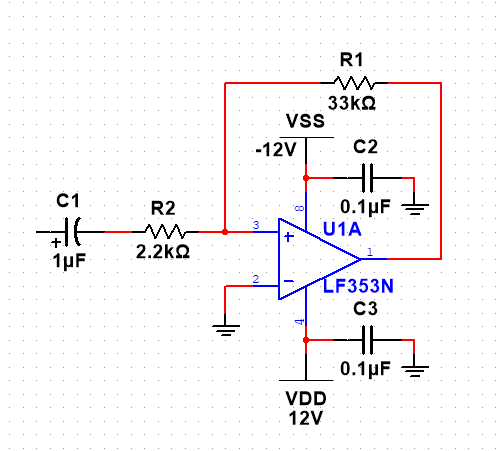 R1
33kΩ
VSS
-12V
C2
0.1µF
8
C1
+
1µF
R2
2.2kΩ
3
+
U1A
1
2
−
LF353N
4
C3
0.1µF
VDD
12V